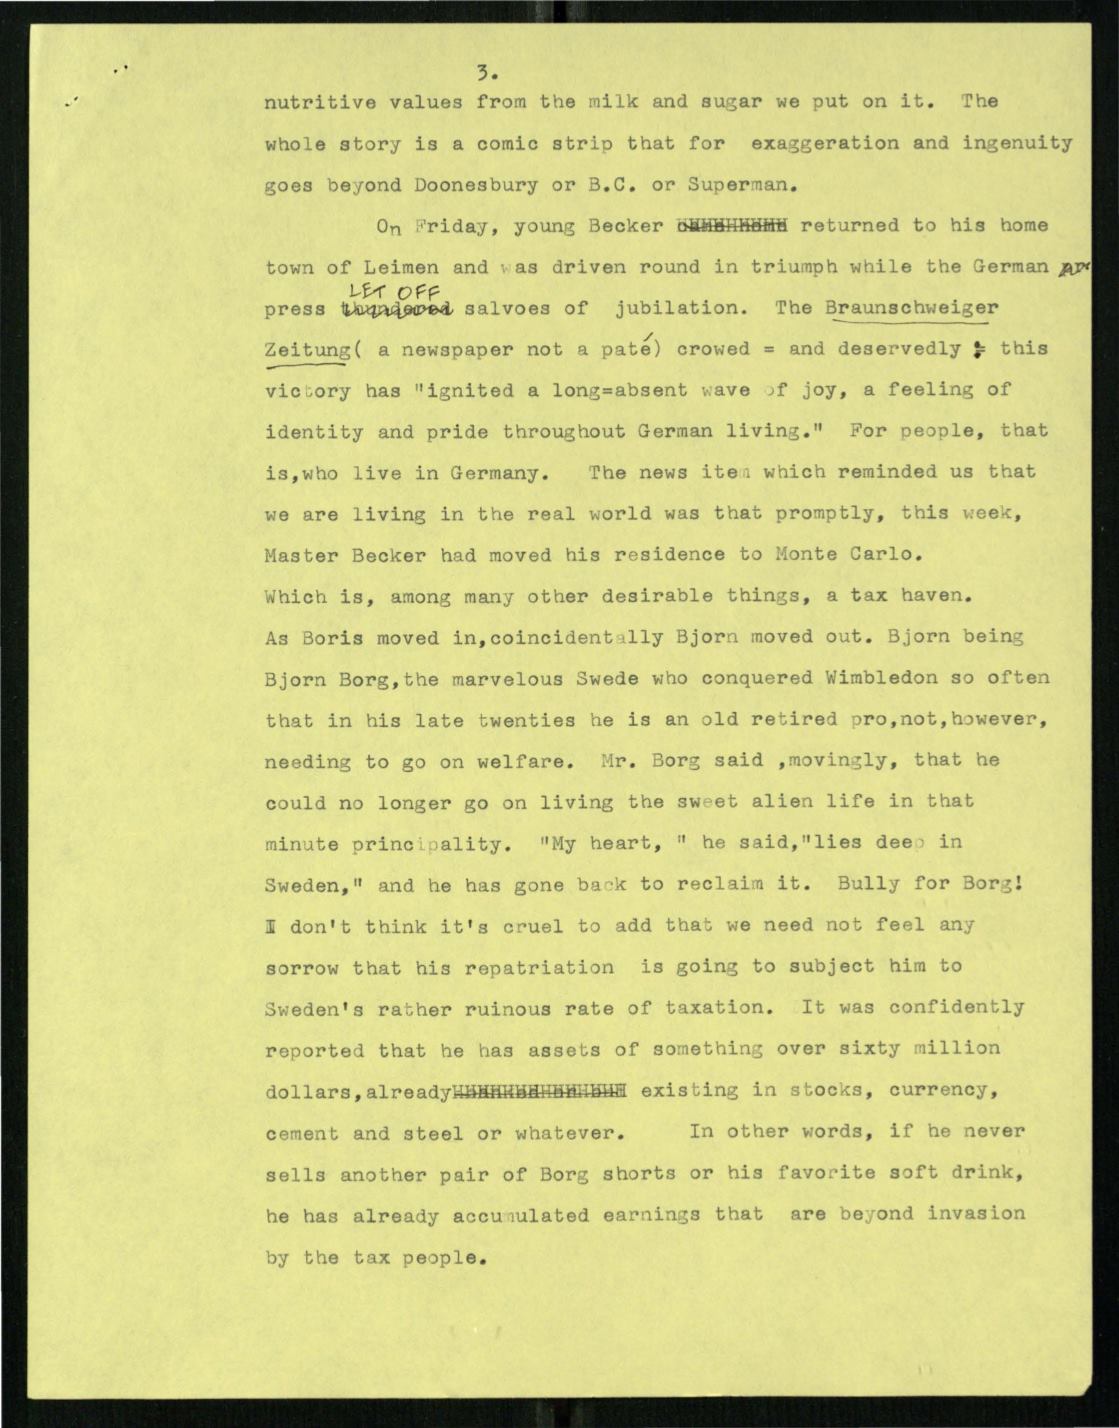 3.
nutritive values from the milk and sugar we put on it.  The
whole story is a comic strip that for  exaggeration and ingenuity
goes beyond Doonesbury or B.C. or Superman.
On Friday, young Becker returned to his home
town of Leimen and was driven round in triumph while the German
LET OFF
press thundered salvoes of  jubilation.  The Braunschweiger
Zeitung( a newspaper not a paté) crowed = and deservedly = this
victory has "ignited a long=absent wave of joy, a feeling of
identity and pride throughout German living."  For people, that
is,who live in Germany.   The news item which reminded us that
we are living in the real world was that promptly, this week,
Master Becker had moved his residence to Monte Carlo.
Which is, among many other desirable things, a tax haven.
As Boris moved in,coincidentally Bjorn moved out. Bjorn being
Bjorn Borg,the marvelous Swede who conquered Wimbledon so often
that in his late twenties he is an old retired pro,not,however,
needing to go on welfare.  Mr. Borg said ,movingly, that he
could no longer go on living the sweet alien life in that
minute principality.  "My heart, " he said,"lies deep in
Sweden," and he has gone back to reclaim it.  Bully for Borg!
I don't think it's cruel to add that we need not feel any
sorrow that his repatriation  is going to subject him to
Sweden's rather ruinous rate of taxation.  It was confidently
reported that he has assets of something over sixty million
dollars,already existing in stocks, currency,
cement and steel or whatever.     In other words, if he never
sells another pair of Borg shorts or his favorite soft drink,
he has already accumulated earnings that  are beyond invasion
by the tax people.